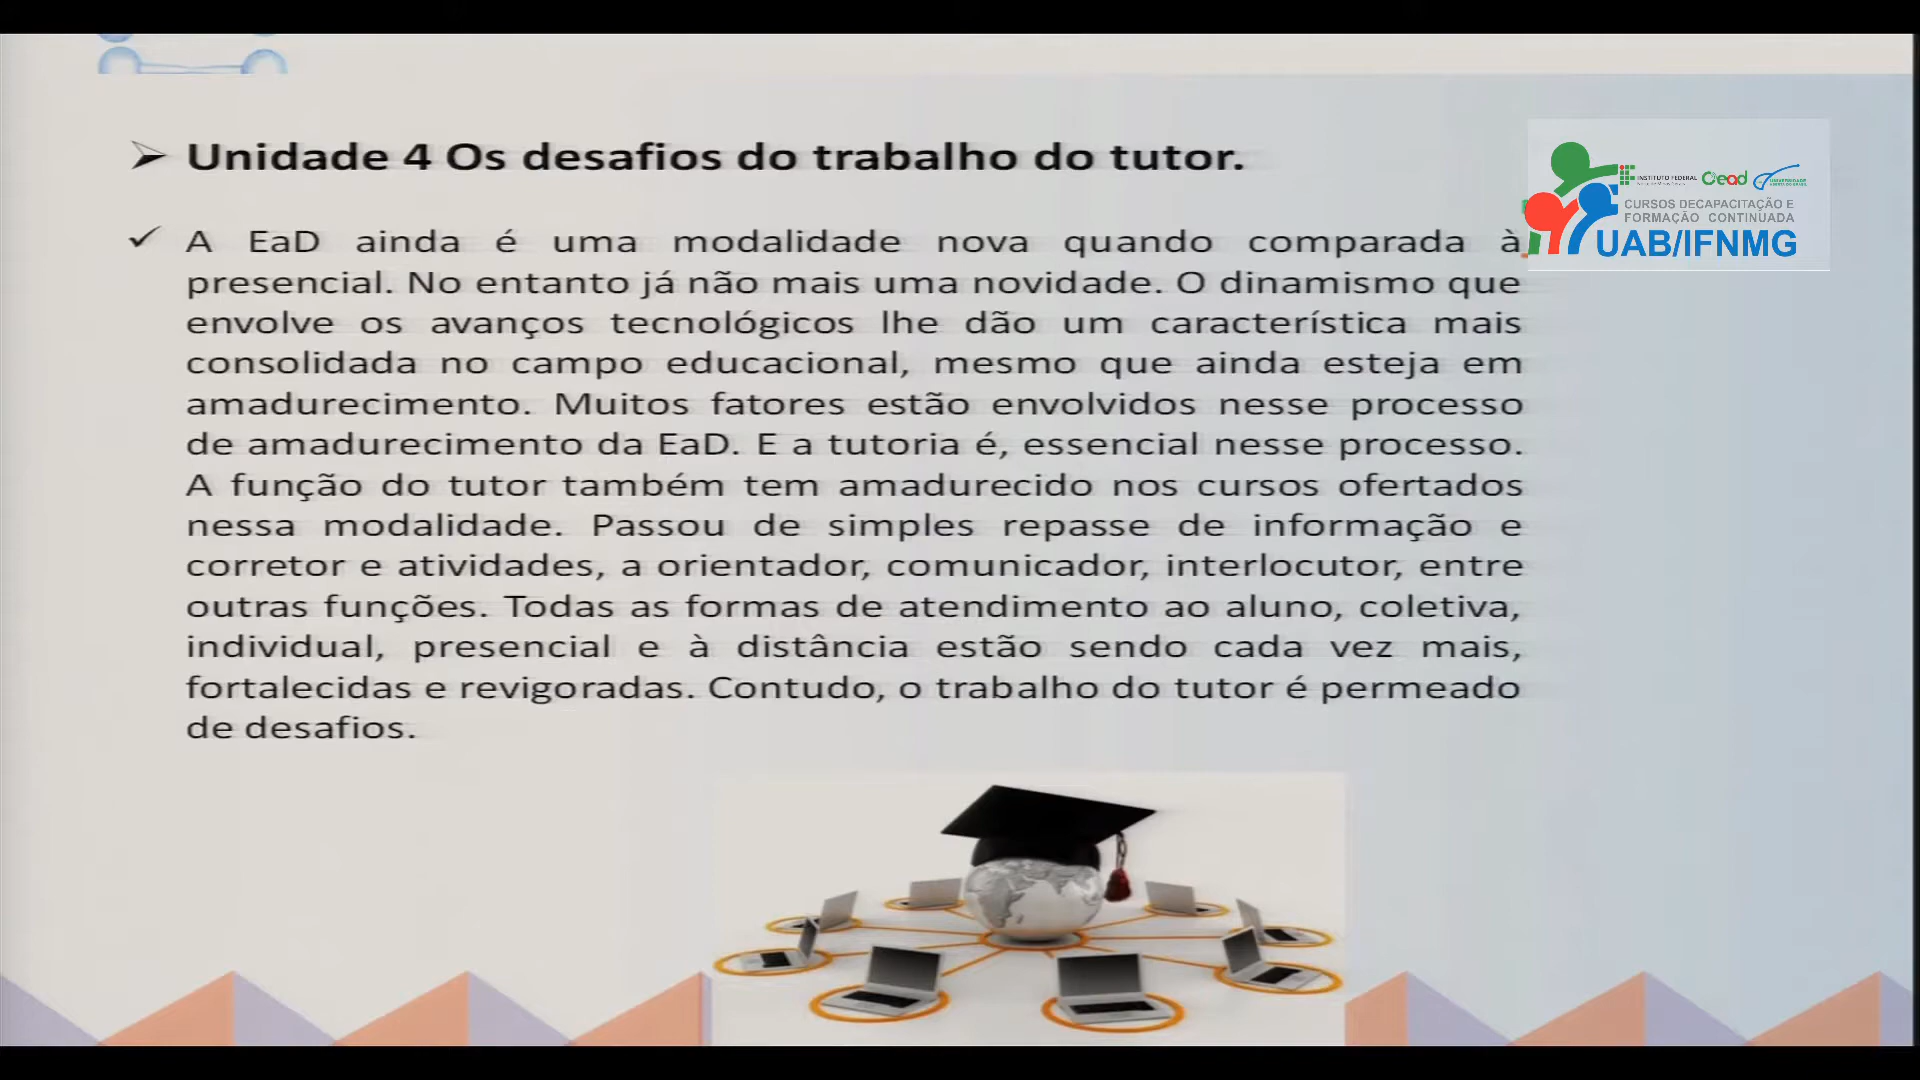 Unidade 4 Os desafios do trabalho do tutor.
A EaD ainda é uma modalidade nova quando comparada à
presencial. No entanto já não mais uma novidade. O dinamismo que
envolve os avanços tecnológicos lhe dão um característica mais
consolidada no campo educacional, mesmo que ainda esteja em
amadurecimento. Muitos fatores estão envolvidos nesse processo
de amadurecimento da EaD. E a tutoria é, essencial nesse processo.
A função do tutor também tem amadurecido nos cursos ofertados
nessa modalidade. Passou de simples repasse de informação e
corretor e atividades, a orientador, comunicador, interlocutor, entre
outras funções. Todas as formas de atendimento ao aluno, coletiva,
individual, presencial e à distância estão sendo cada vez mais,
fortalecidas e revigoradas. Contudo, o trabalho do tutor é permeado
de desafios.
INSTITUTO FEDERAL
Cead
CURSOS DECAPACITAÇÃO E
FORMAÇÃO CONTINUADA
UAB/IFNMG